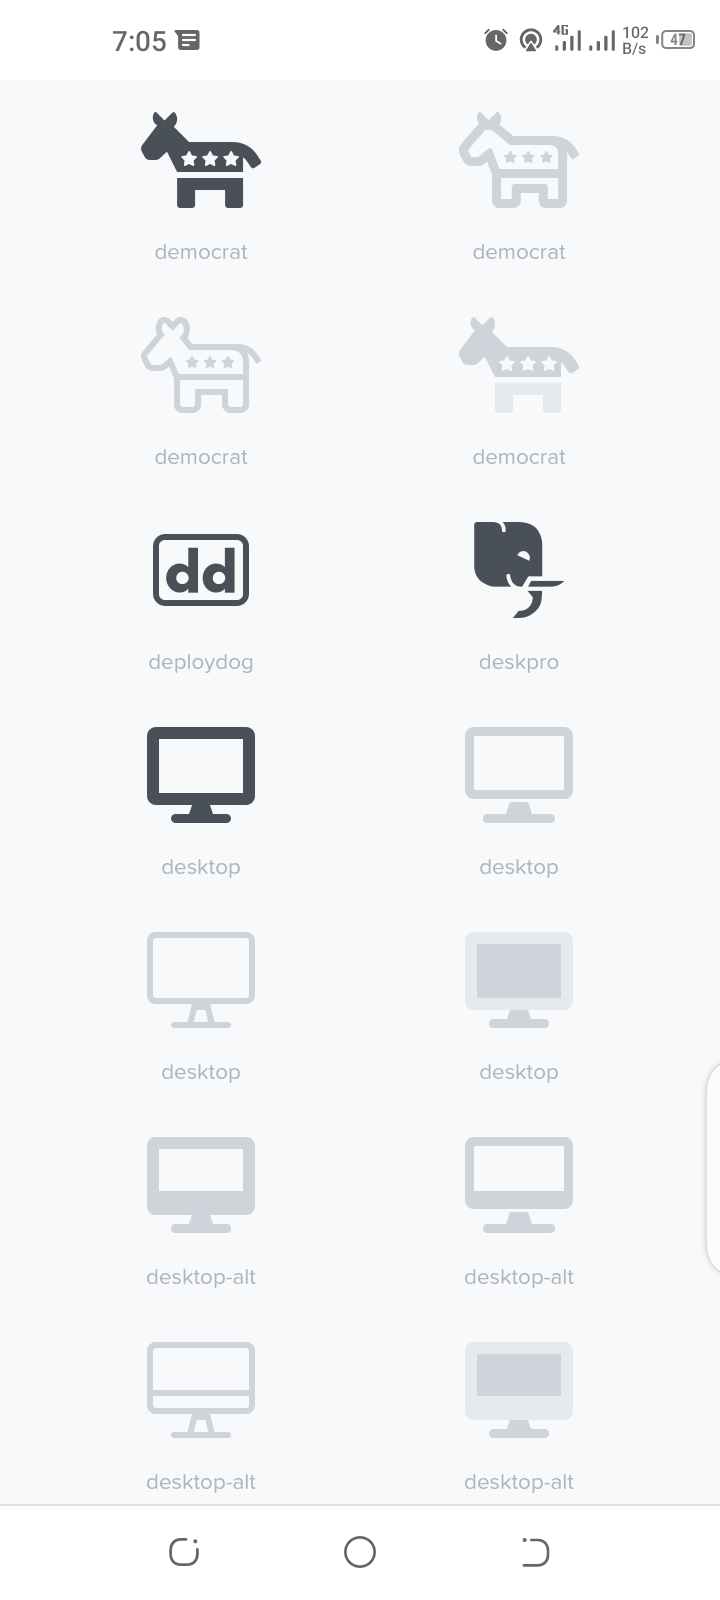 7:05
4G
102
B/s
47
democrat democrat
democrat democrat
dd
deploydog deskpro
desktop desktop
desktop desktop
desktop-alt desktop-alt
desktop-alt desktop-alt